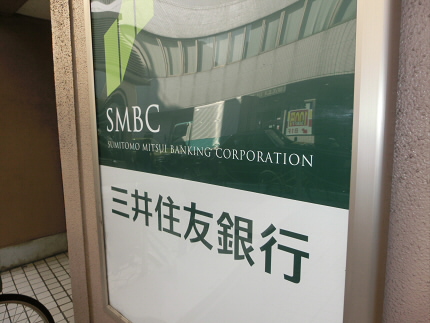 SMBC
SUMITOMO MITSUI BANKING CORPORATION
三井住友銀行